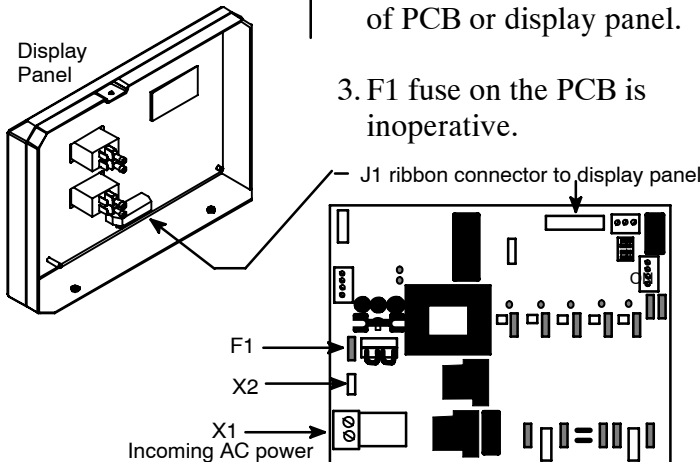 of PCB or display panel.
Display
Panel
3. F1 fuse on the PCB is
inoperative.
J1 ribbon connector to display panel
F1
X2
X1
Incoming AC power